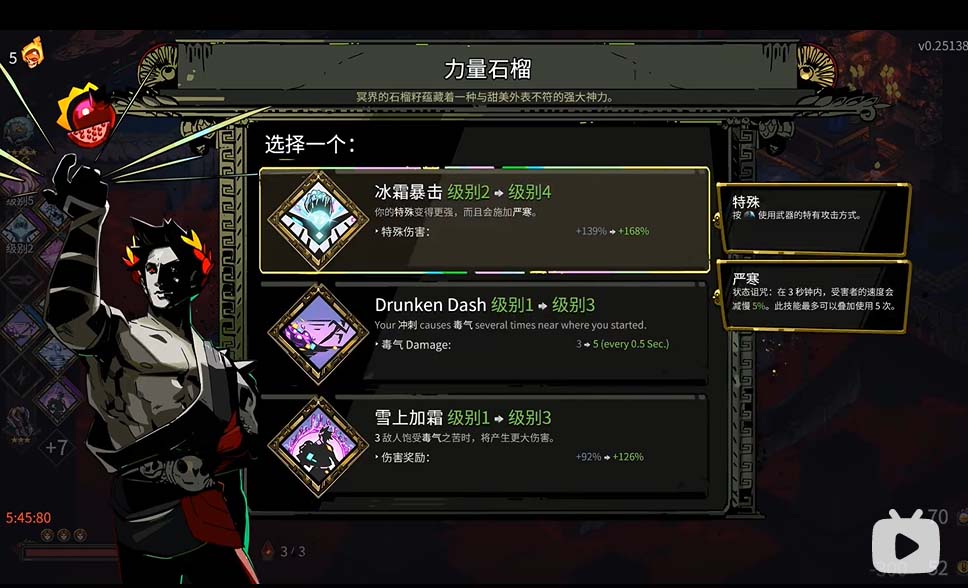 5
v0.25138
力量石榴
冥界的石榴籽蕴藏着一种与甜美外表不符的强大神力。
选择一个：
冰霜暴击 级别2 → 级别4
你的特殊变得更强，而且会施加严寒。
特殊伤害：
+139% → +168%
特殊
按 使用武器的特有攻击方式。
严寒
状态诅咒：在 3 秒钟内，受害者的速度会
减慢 5%。此技能最多可以叠加使用 5 次。
Drunken Dash 级别1 → 级别3
Your 冲刺 causes 毒气 several times near where you started.
毒气 Damage:
3 → 5 (every 0.5 Sec.)
雪上加霜 级别1 → 级别3
3 敌人饱受毒气之苦时，将产生更大伤害。
伤害奖励：
+92% → +126%
级别5
级别2
+7
5:45:80
3 / 3
70
52